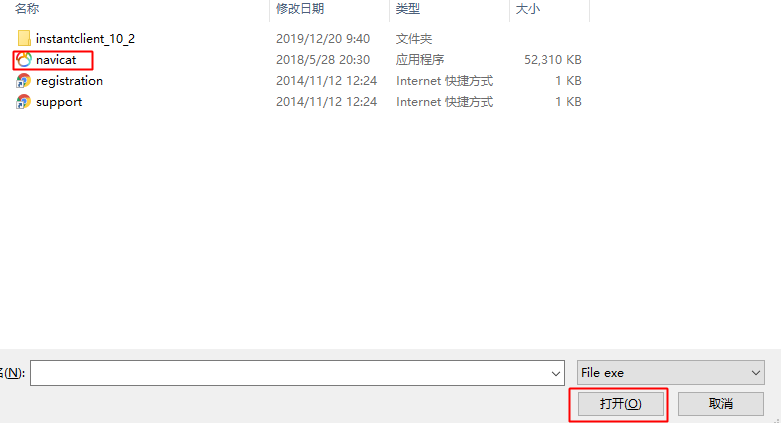 名称 修改日期 类型 大小
instantclient_10_2 2019/12/20 9:40 文件夹
navicat 2018/5/28 20:30 应用程序 52,310 KB
registration 2014/11/12 12:24 Internet 快捷方式 1 KB
support 2014/11/12 12:24 Internet 快捷方式 1 KB
(N): File exe
打开(O) 取消